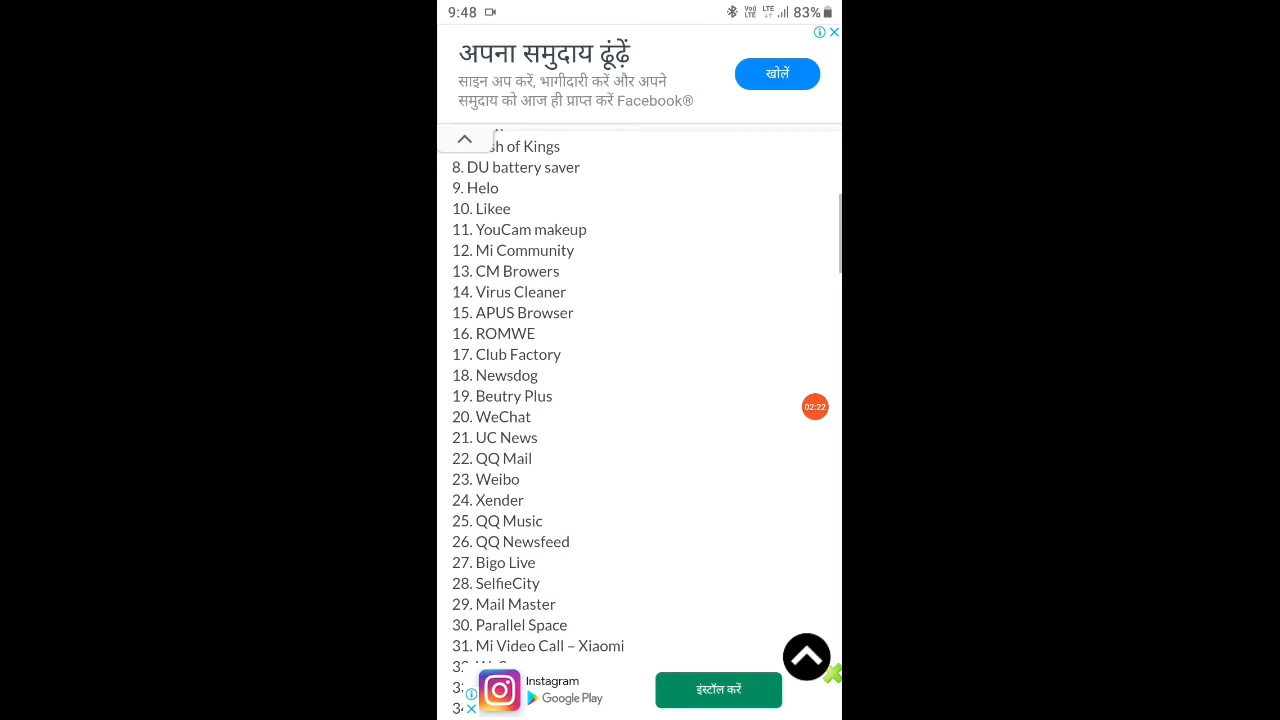 9:48
VoI) LTE LTE 83%
अपना समुदाय ढूंढ़ें
साइन अप करें, भागीदारी करें और अपने
समुदाय को आज ही प्राप्त करें Facebook®
खोलें
of Kings
8. DU battery saver
9. Helo
10. Likee
11. YouCam makeup
12. Mi Community
13. CM Browers
14. Virus Cleaner
15. APUS Browser
16. ROMWE
17. Club Factory
18. Newsdog
19. Beutry Plus
20. WeChat
21. UC News
22. QQ Mail
23. Weibo
24. Xender
25. QQ Music
26. QQ Newsfeed
27. Bigo Live
28. SelfieCity
29. Mail Master
30. Parallel Space
31. Mi Video Call – Xiaomi
02:22
Instagram
Google Play
इंस्टॉल करें